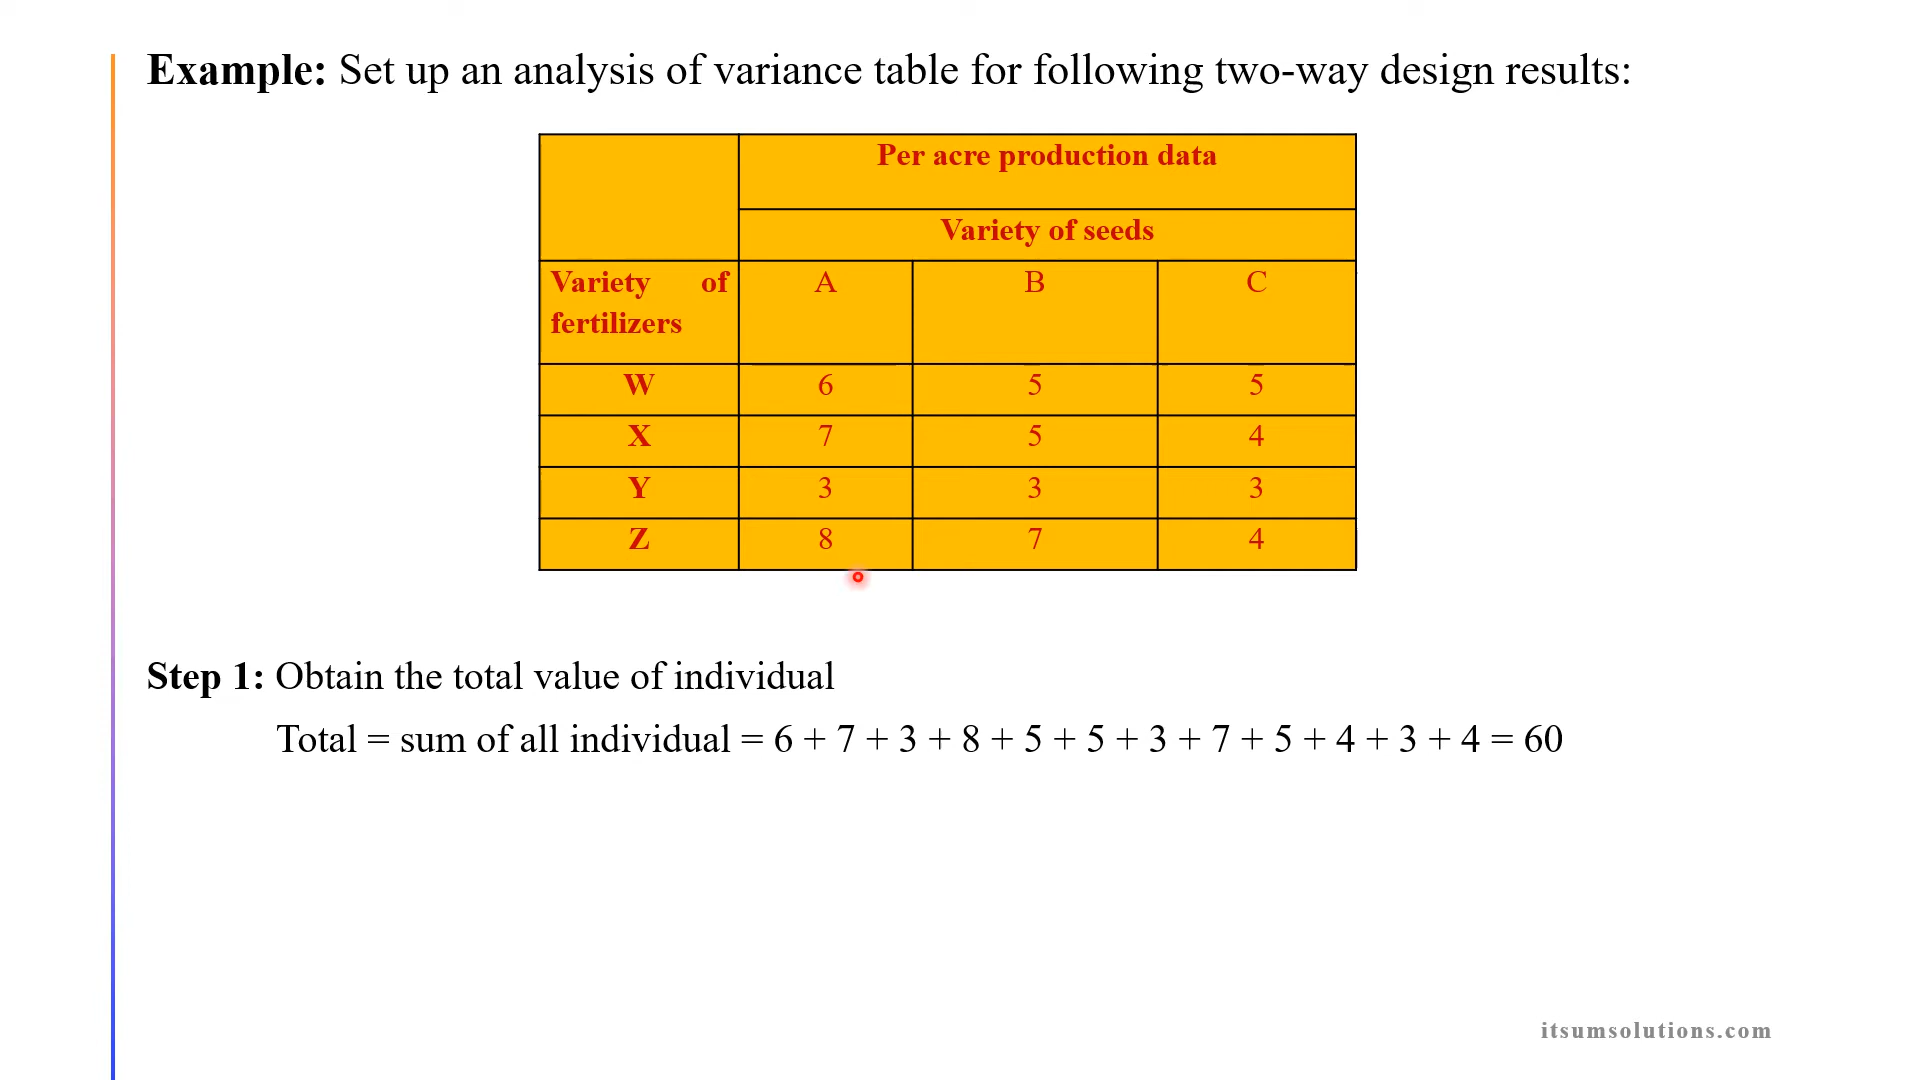 Example: Set up an analysis of variance table for following two-way design results:
Per acre production data
Variety of seeds
Variety of
fertilizers
A B C
W 6 5 5
X 7 5 4
Y 3 3 3
Z 8 7 4
Step 1: Obtain the total value of individual
Total = sum of all individual = 6 + 7 + 3 + 8 + 5 + 5 + 3 + 7 + 5 + 4 + 3 + 4 = 60
itsumsolutions.com